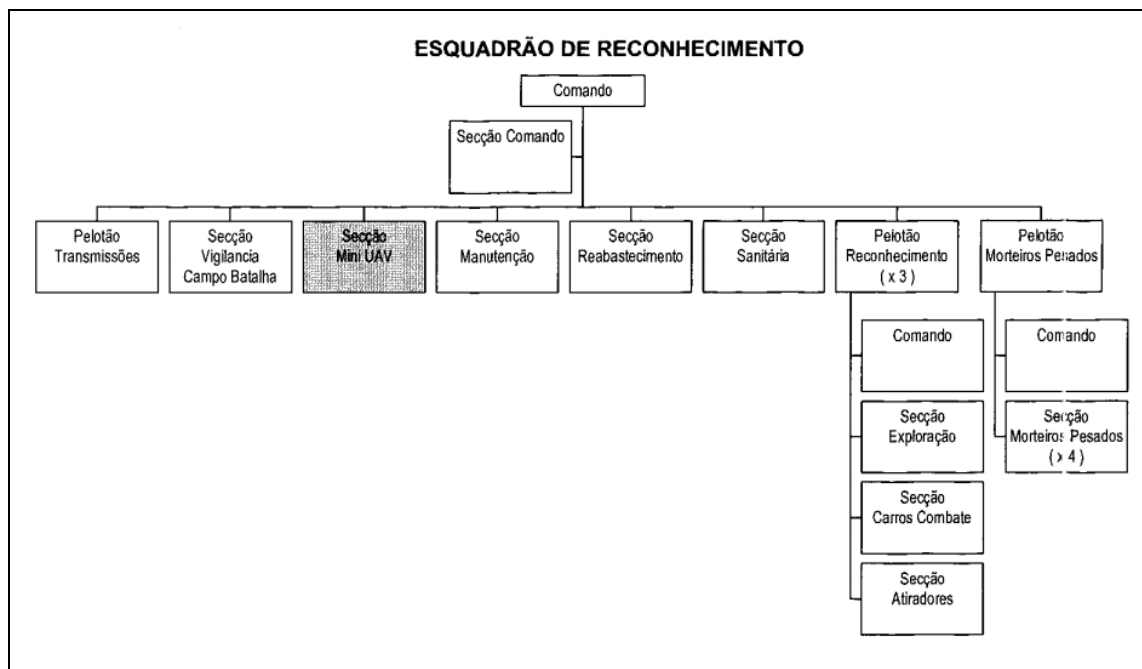 ESQUADRÃO DE RECONHECIMENTO
Comando
Secção Comando
Pelotão
Transmissões
Secção
Vigilancia
Campo Batalha
Secção
Mini UAV
Secção
Manutenção
Secção
Reabastecimento
Secção
Sanitária
Pelotão
Reconhecimento
( x 3 )
Pelotão
Morteiros Pesados
Comando
Secção
Exploração
Secção
Carros Combate
Secção
Atiradores
Comando
Secção
Morteiros Pesados
( x 4 )